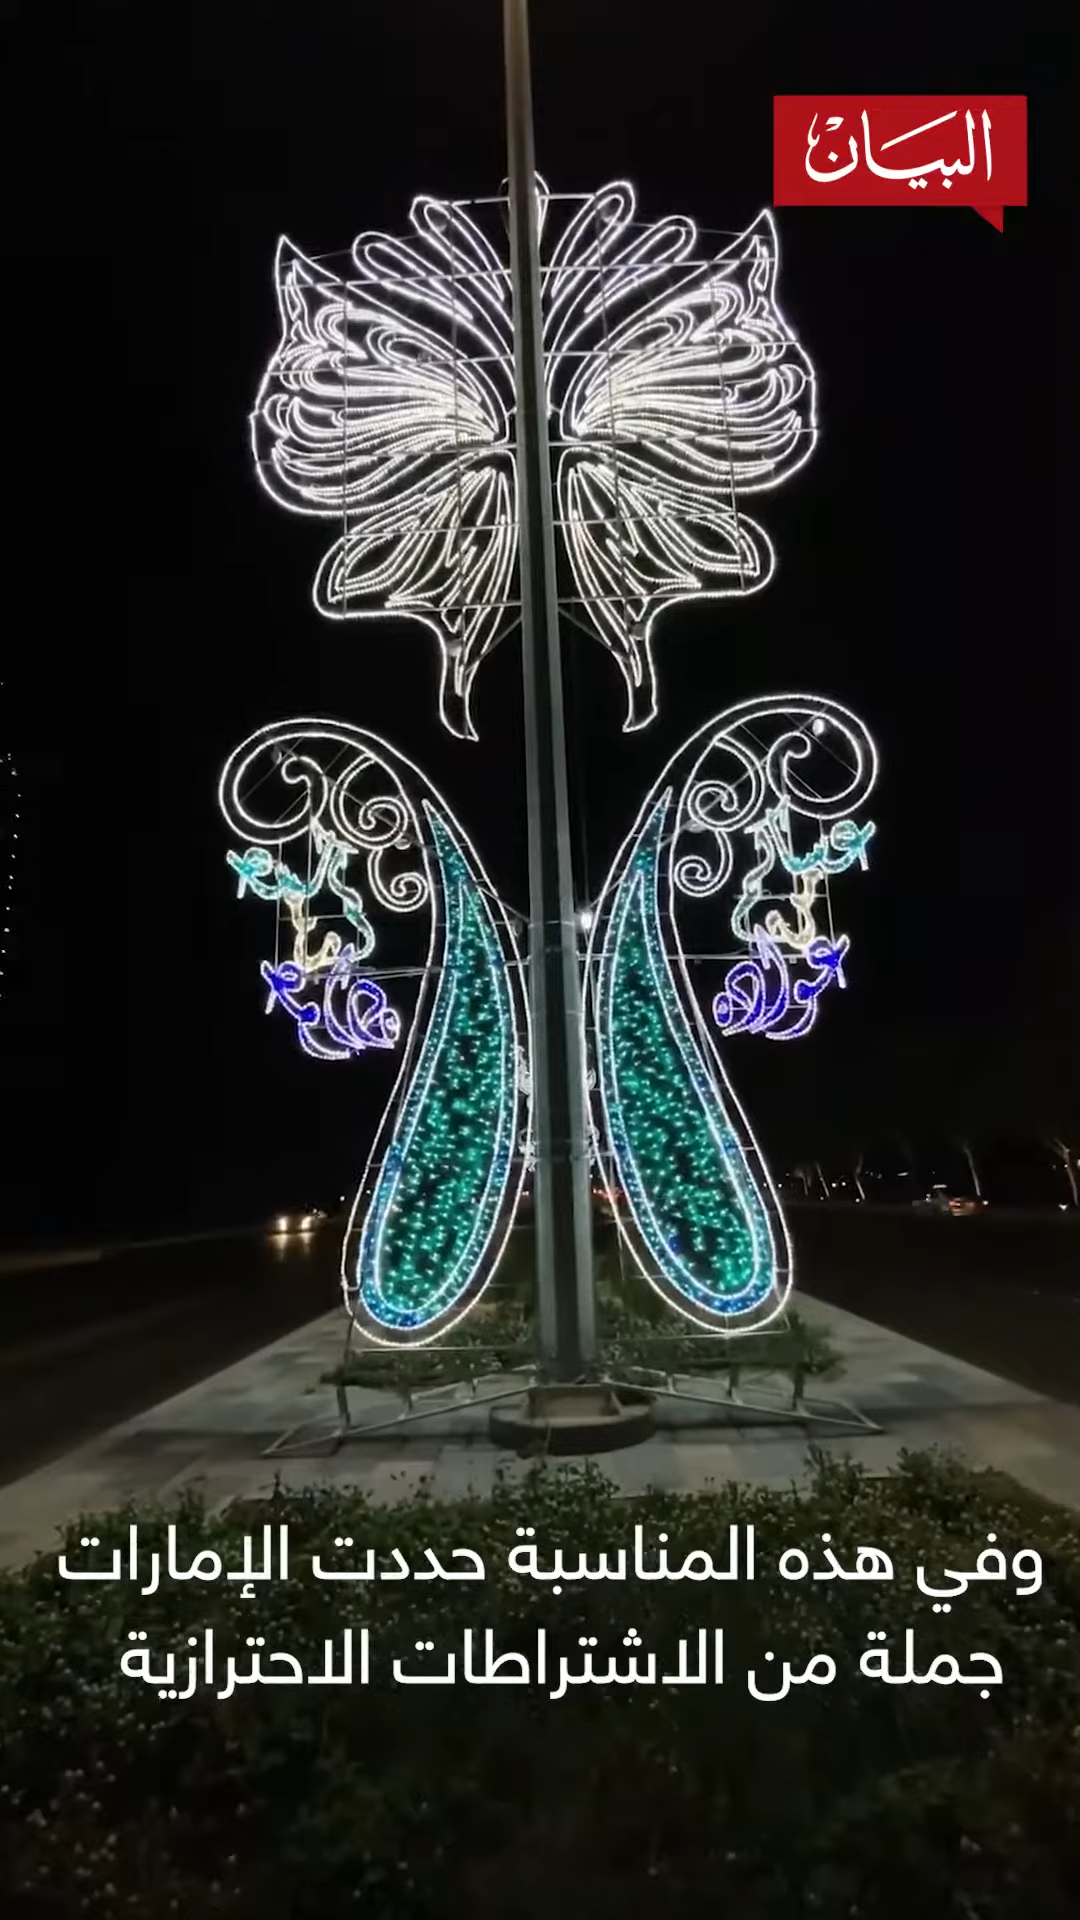 البيان
وفي هذه المناسبة حددت الإمارات
جملة من الاشتراطات الاحترازية